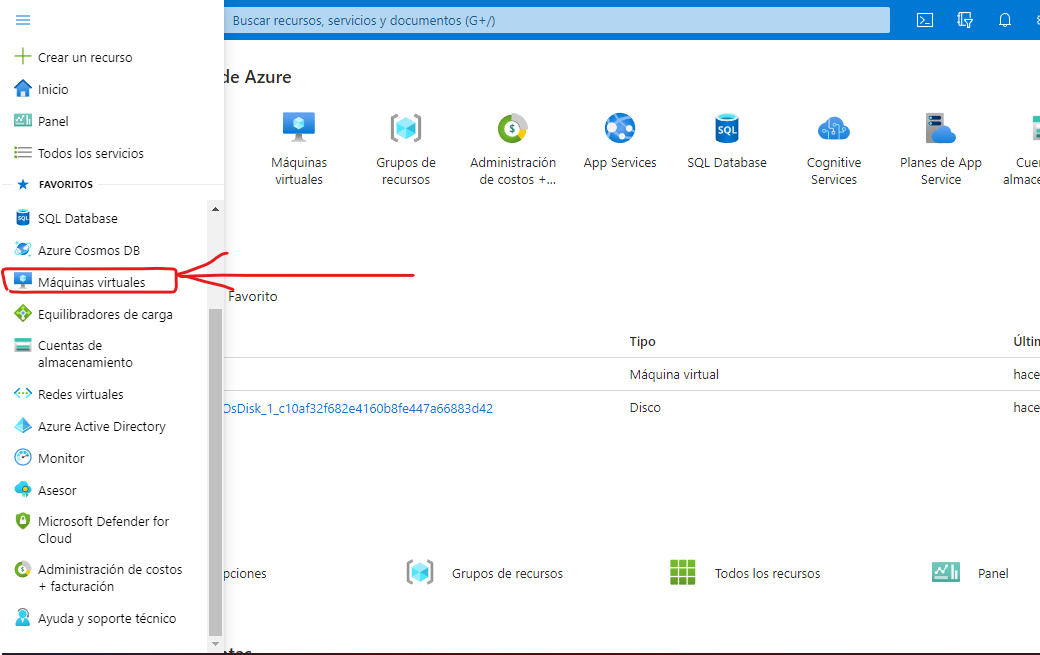 Buscar recursos, servicios y documentos (G+/)
Crear un recurso
Inicio
Panel
Todos los servicios
FAVORITOS
SQL Database
Azure Cosmos DB
Máquinas virtuales
Equilibradores de carga
Cuentas de
almacenamiento
Redes virtuales
Azure Active Directory
Monitor
Asesor
Microsoft Defender for
Cloud
Administración de costos
+ facturación
Ayuda y soporte técnico
de Azure
Máquinas
virtuales
Grupos de
recursos
Administración
de costos +...
App Services
SQL
SQL Database
Cognitive
Services
Planes de App
Service
Cuen
almace
Favorito
Tipo
Últin
Máquina virtual
hace
OsDisk_1_c10af32f682e4160b8fe447a66883d42
Disco
hace
pciones
Grupos de recursos
Todos los recursos
Panel